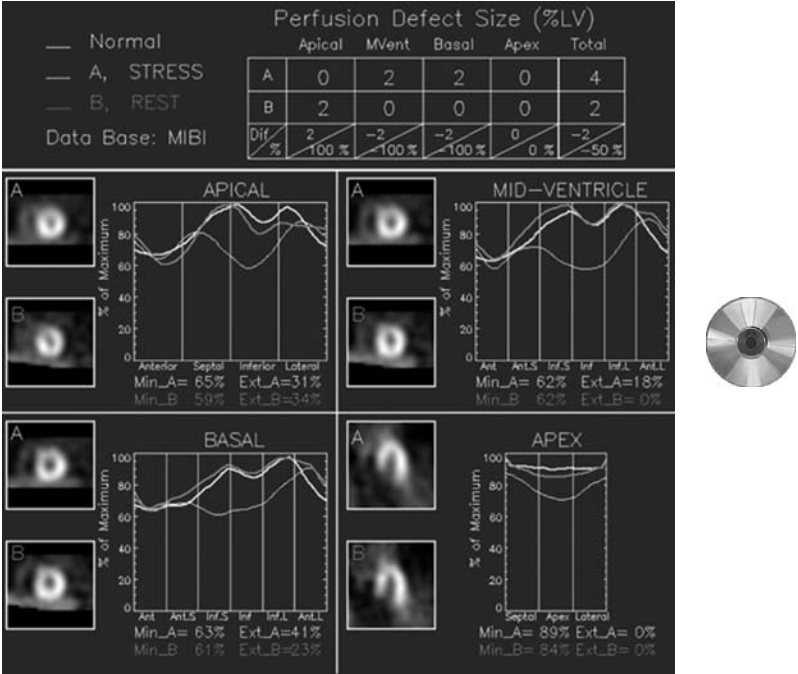 Perfusion Defect Size (%LV)
Normal
A, STRESS
B, REST
Data Base: MIBI
Apical MVent Basal Apex Total
A 0 2 2 0 4
B 2 0 0 0 2
Dif 2 -2 -2 0 -2
% 100 % -100 % -100 % 0 % -50 %
A
B
APICAL
% of Maximum
100
80
60
40
20
0
Anterior Septal Inferior Lateral
Min_A= 65% Ext_A=31%
Min_B 59% Ext_B=34%
A
B
MID-VENTRICLE
% of Maximum
100
80
60
40
20
0
Ant Ant.S Inf.S Inf Inf.L Ant.L
Min_A= 62% Ext_A=18%
Min_B 62% Ext_B= 0%
A
B
BASAL
% of Maximum
100
80
60
40
20
0
Ant Ant.S Inf.S Inf Inf.L Ant.L
Min_A= 63% Ext_A=41%
Min_B 61% Ext_B=23%
A
B
APEX
% of Maximum
100
80
60
40
20
0
Septal Apex Lateral
Min_A= 89% Ext_A= 0%
Min_B= 84% Ext_B= 0%